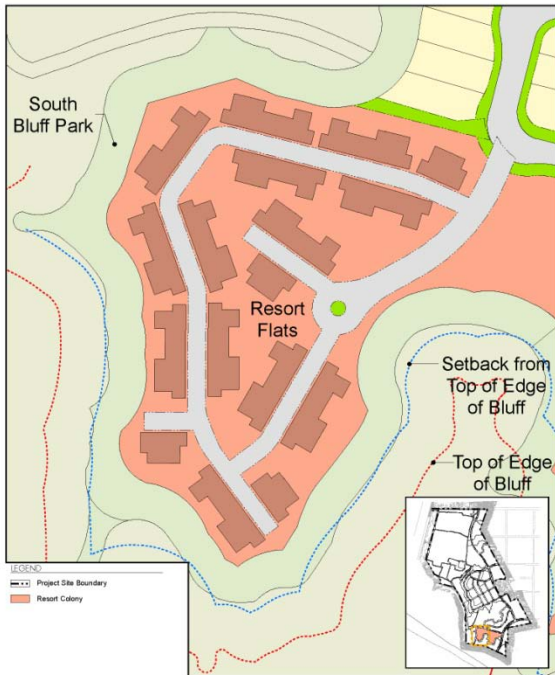 South
Bluff Park
Resort
Flats
Setback from
Top of Edge
of Bluff
Top of Edge
of Bluff
LEGEND
Project Site Boundary
Resort Colony